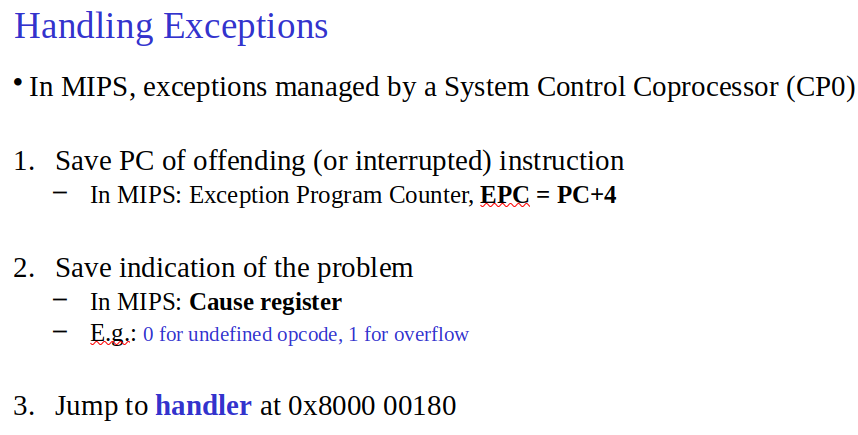 Handling Exceptions
• In MIPS, exceptions managed by a System Control Coprocessor (CP0)
1. Save PC of offending (or interrupted) instruction
– In MIPS: Exception Program Counter, EPC = PC+4
2. Save indication of the problem
– In MIPS: Cause register
– E.g.: 0 for undefined opcode, 1 for overflow
3. Jump to handler at 0x8000 00180